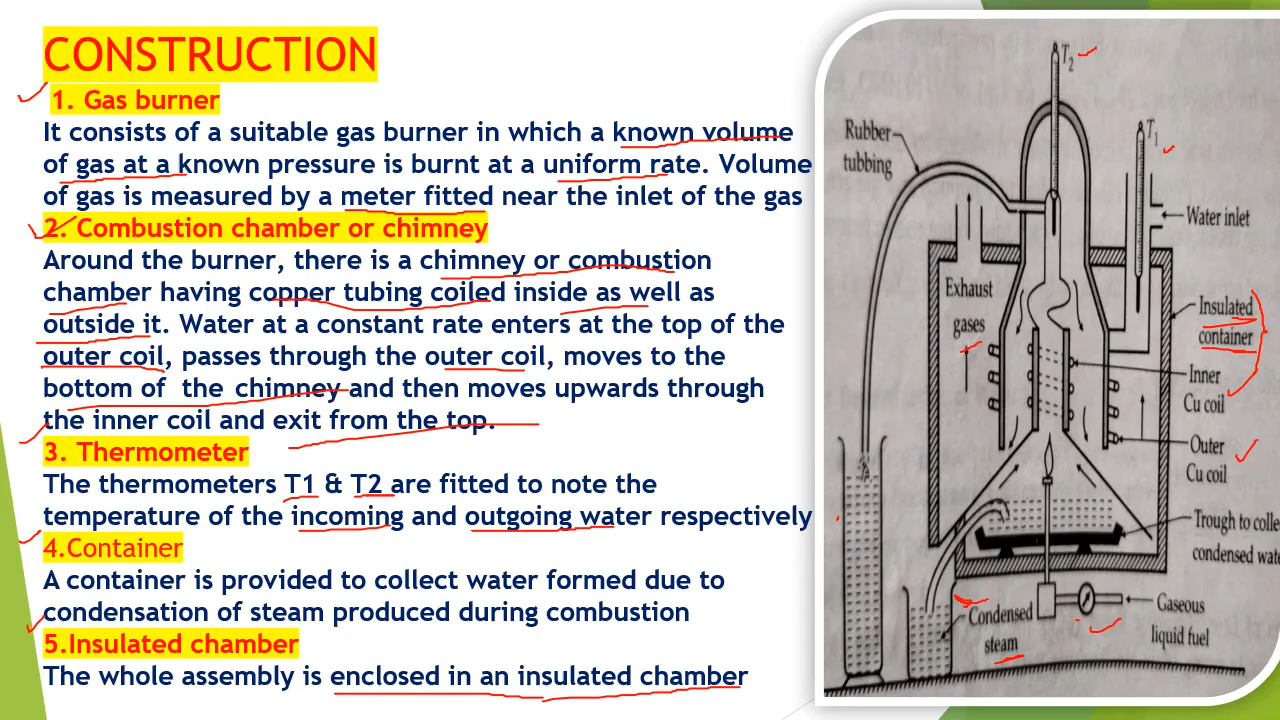 CONSTRUCTION
1. Gas burner
It consists of a suitable gas burner in which a known volume
of gas at a known pressure is burnt at a uniform rate. Volume
of gas is measured by a meter fitted near the inlet of the gas
2. Combustion chamber or chimney
Around the burner, there is a chimney or combustion
chamber having copper tubing coiled inside as well as
outside it. Water at a constant rate enters at the top of the
outer coil, passes through the outer coil, moves to the
bottom of the chimney and then moves upwards through
the inner coil and exit from the top.
3. Thermometer
The thermometers T1 & T2 are fitted to note the
temperature of the incoming and outgoing water respectively
4.Container
A container is provided to collect water formed due to
condensation of steam produced during combustion
5.Insulated chamber
The whole assembly is enclosed in an insulated chamber
T2
T1
Rubber
tubbing
Water inlet
Exhaust
gases
Insulated
container
Inner
Cu coil
Outer
Cu coil
Trough to colle
condensed wate
Condensed
steam
Gaseous
liquid fuel